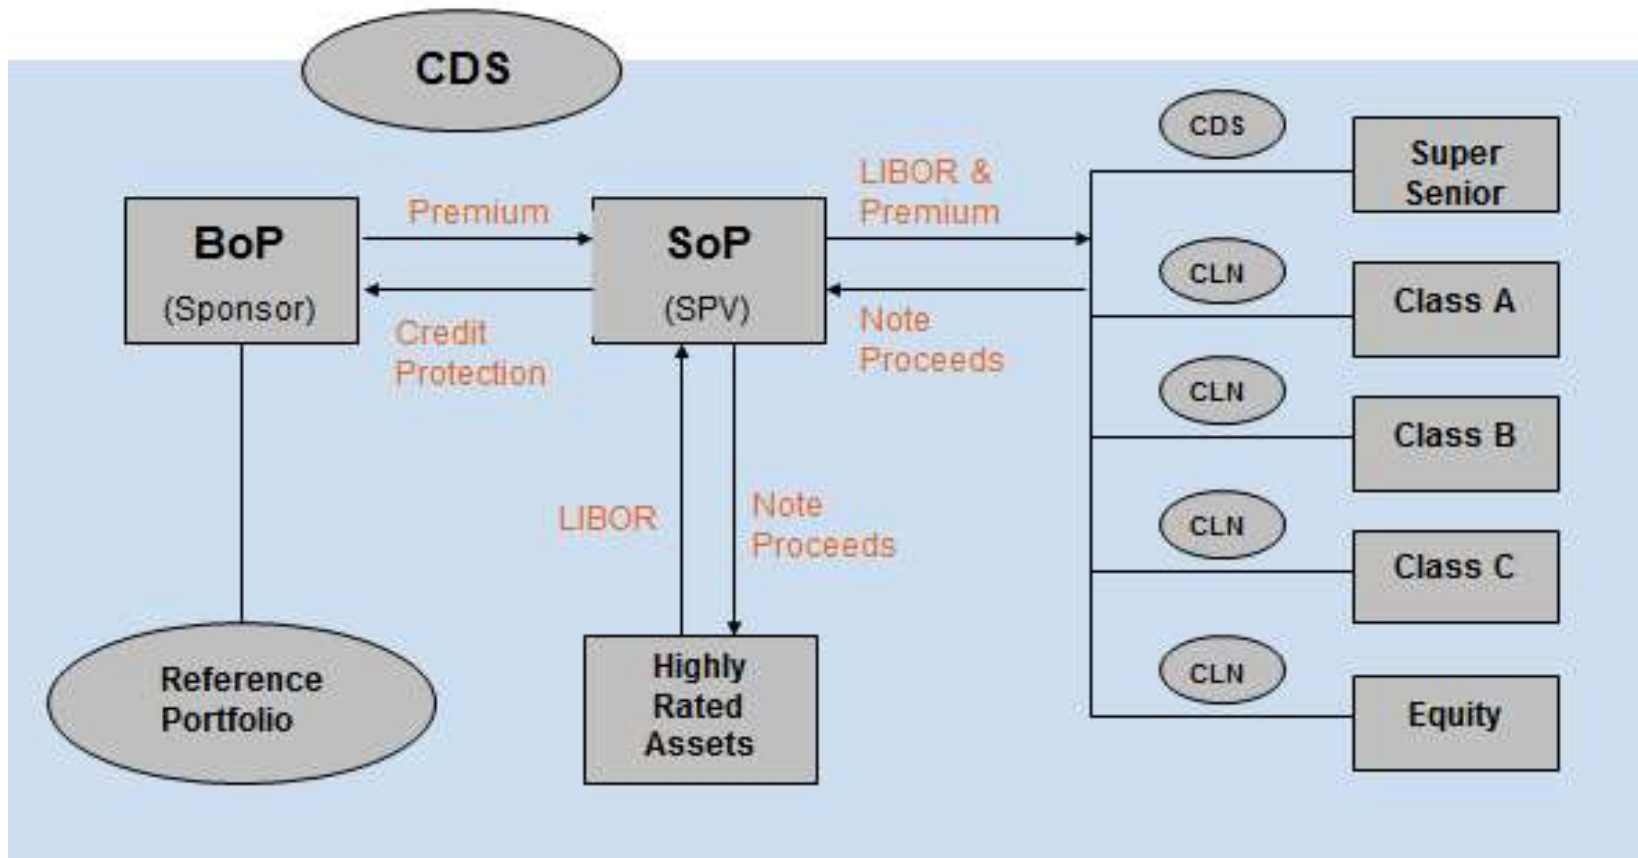 CDS
BoP
(Sponsor)
Premium
Credit
Protection
SoP
(SPV)
LIBOR &
Premium
Note
Proceeds
LIBOR
Note
Proceeds
Reference
Portfolio
Highly
Rated
Assets
CDS
Super
Senior
CLN
Class A
CLN
Class B
CLN
Class C
CLN
Equity